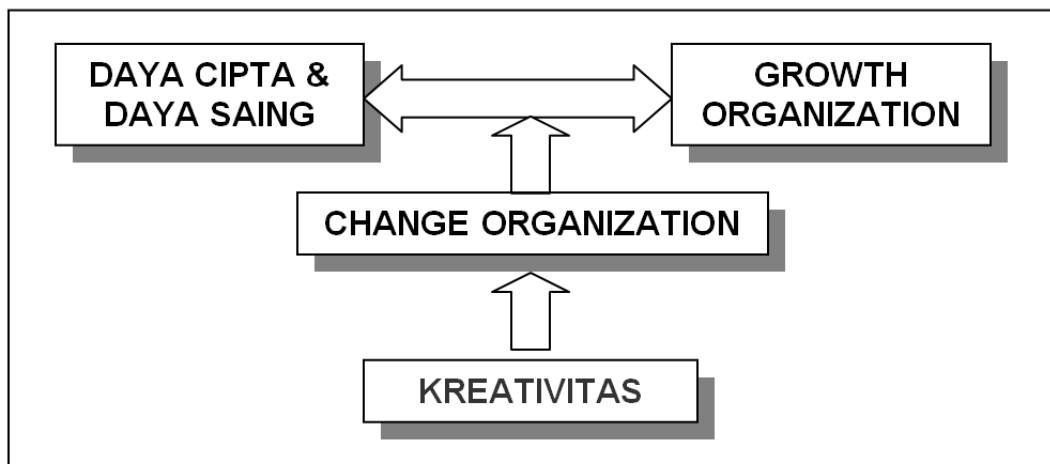 DAYA CIPTA &
DAYA SAING
GROWTH
ORGANIZATION
CHANGE ORGANIZATION
KREATIVITAS